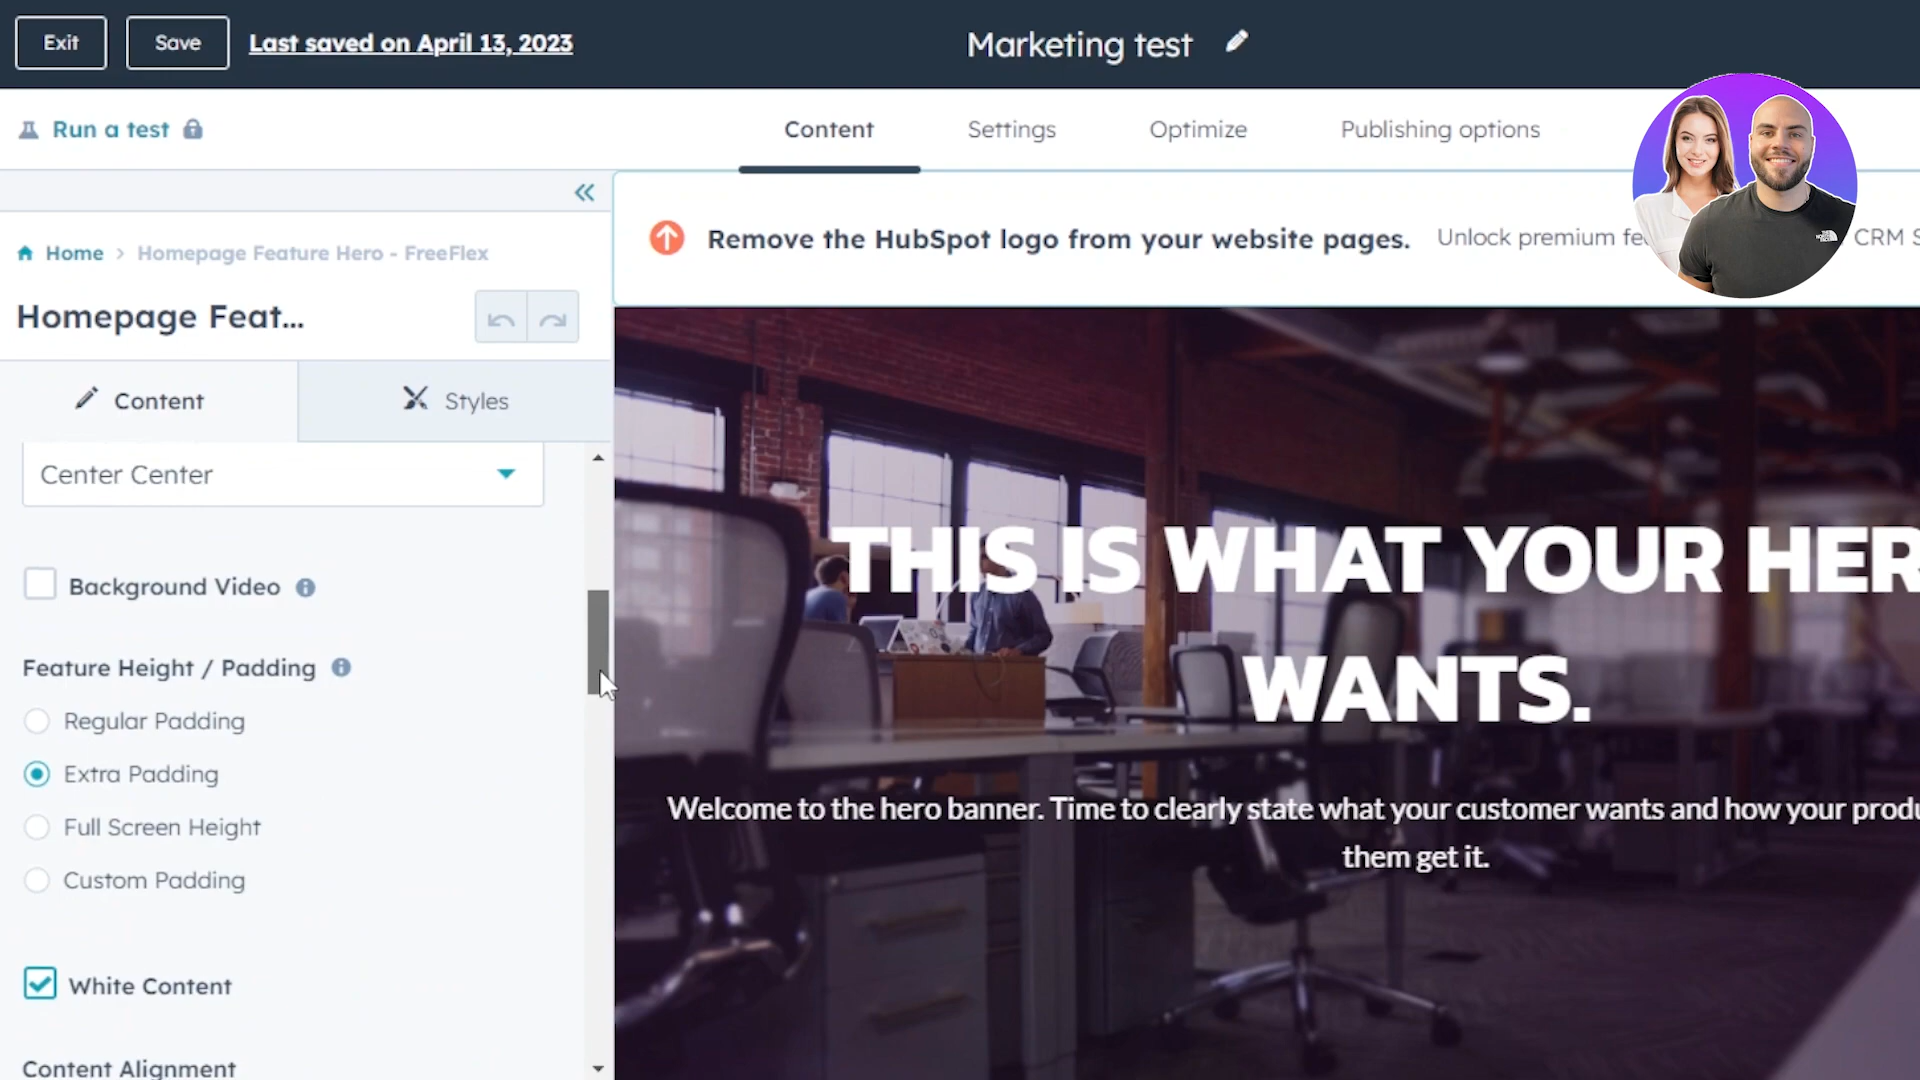 Exit
Save
Last saved on April 13, 2023
Marketing test
Run a test
Content
Settings
Optimize
Publishing options
Home > Homepage Feature Hero - FreeFlex
Remove the HubSpot logo from your website pages.
Unlock premium
CRM
Homepage Feat...
Content
Styles
Center Center
Background Video
Feature Height / Padding
Regular Padding
Extra Padding
Full Screen Height
Custom Padding
White Content
Content Alignment
THIS IS WHAT YOUR HER
WANTS.
Welcome to the hero banner. Time to clearly state what your customer wants and how your produ
them get it.